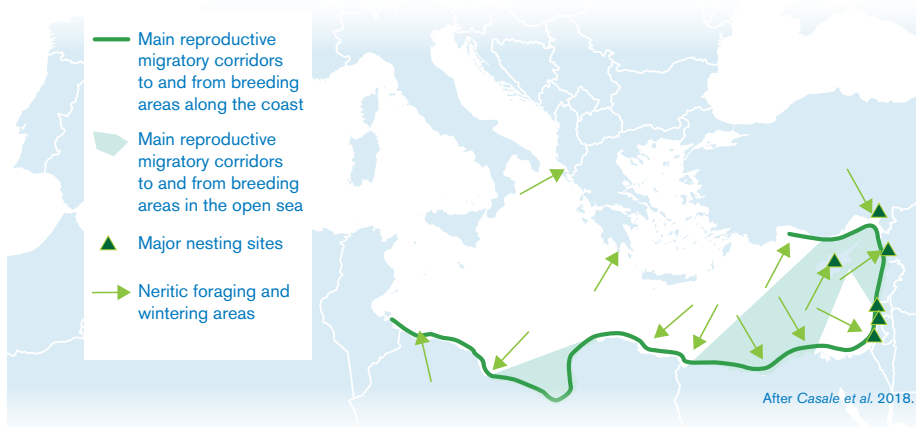 Main reproductive
migratory corridors
to and from breeding
areas along the coast
Main reproductive
migratory corridors
to and from breeding
areas in the open sea
Major nesting sites
Neritic foraging and
wintering areas
After Casale et al. 2018.